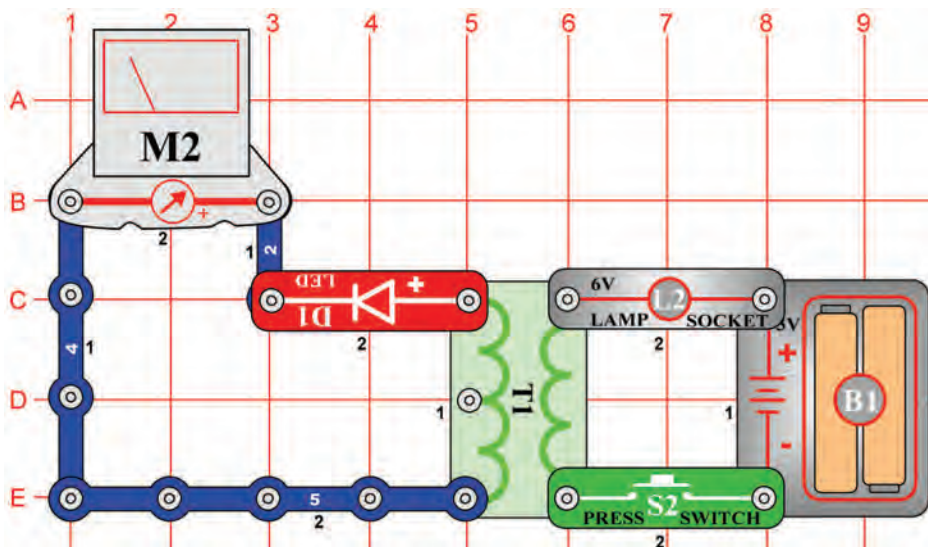 1 2 3 4 5 6 7 8 9
A
M2
B
+
2
1 2
C
LED
D1
+
2
6V
L2
LAMP SOCKET
2
3V
4 1
D
1
T1
1
+
B1
-
E
5
2
PRESS S2 SWITCH
2